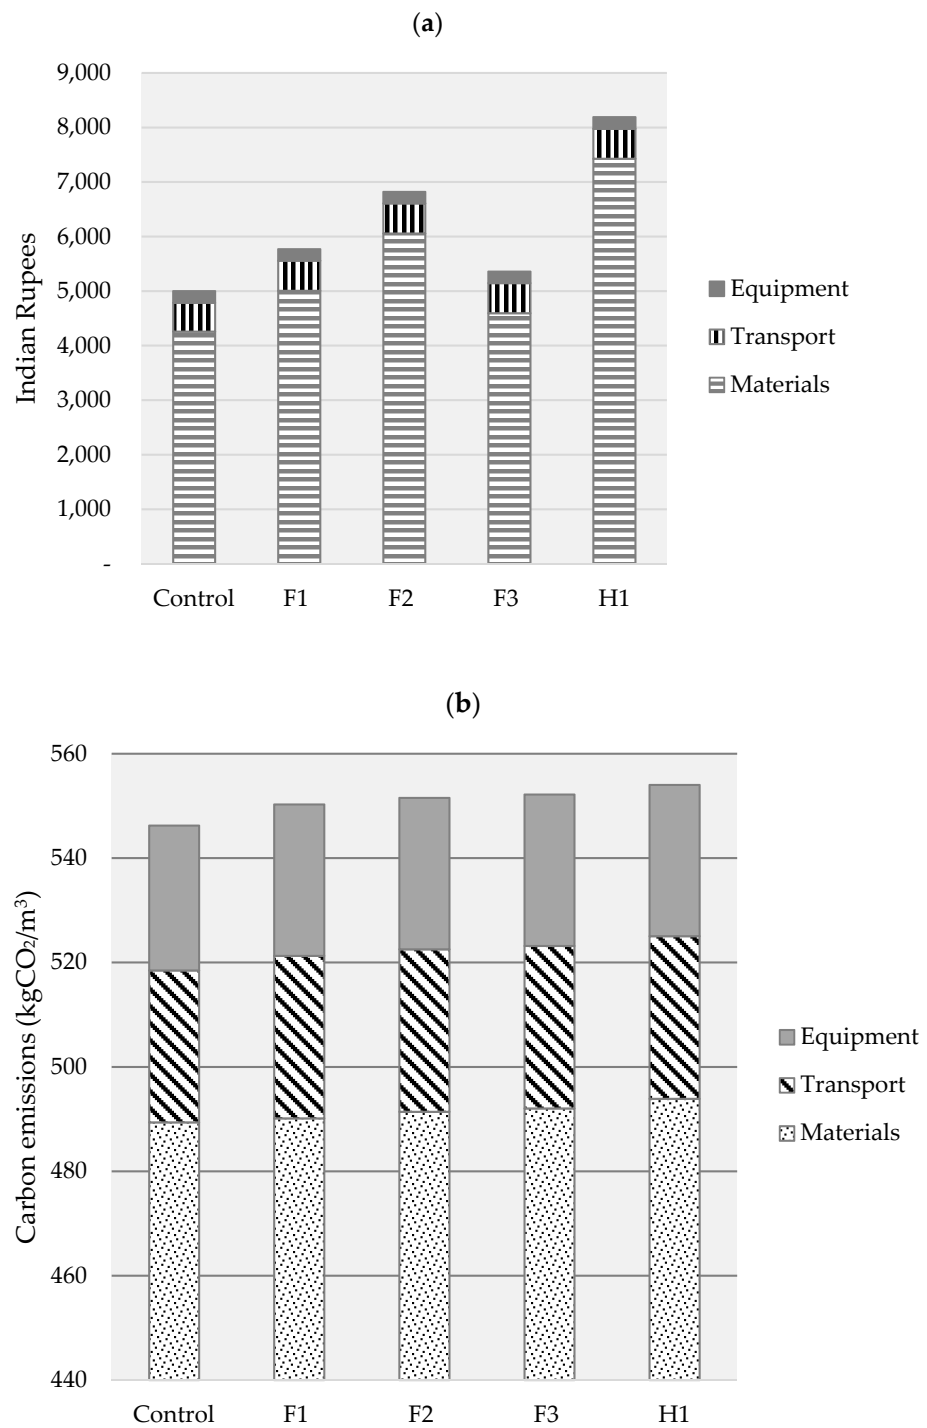 (a)
9,000
8,000
7,000
6,000
5,000
4,000
3,000
2,000
1,000
-
Indian Rupees
Control F1 F2 F3 H1
Equipment
Transport
Materials
(b)
560
540
520
500
480
460
440
Carbon emissions (kgCO₂/m³)
Control F1 F2 F3 H1
Equipment
Transport
Materials